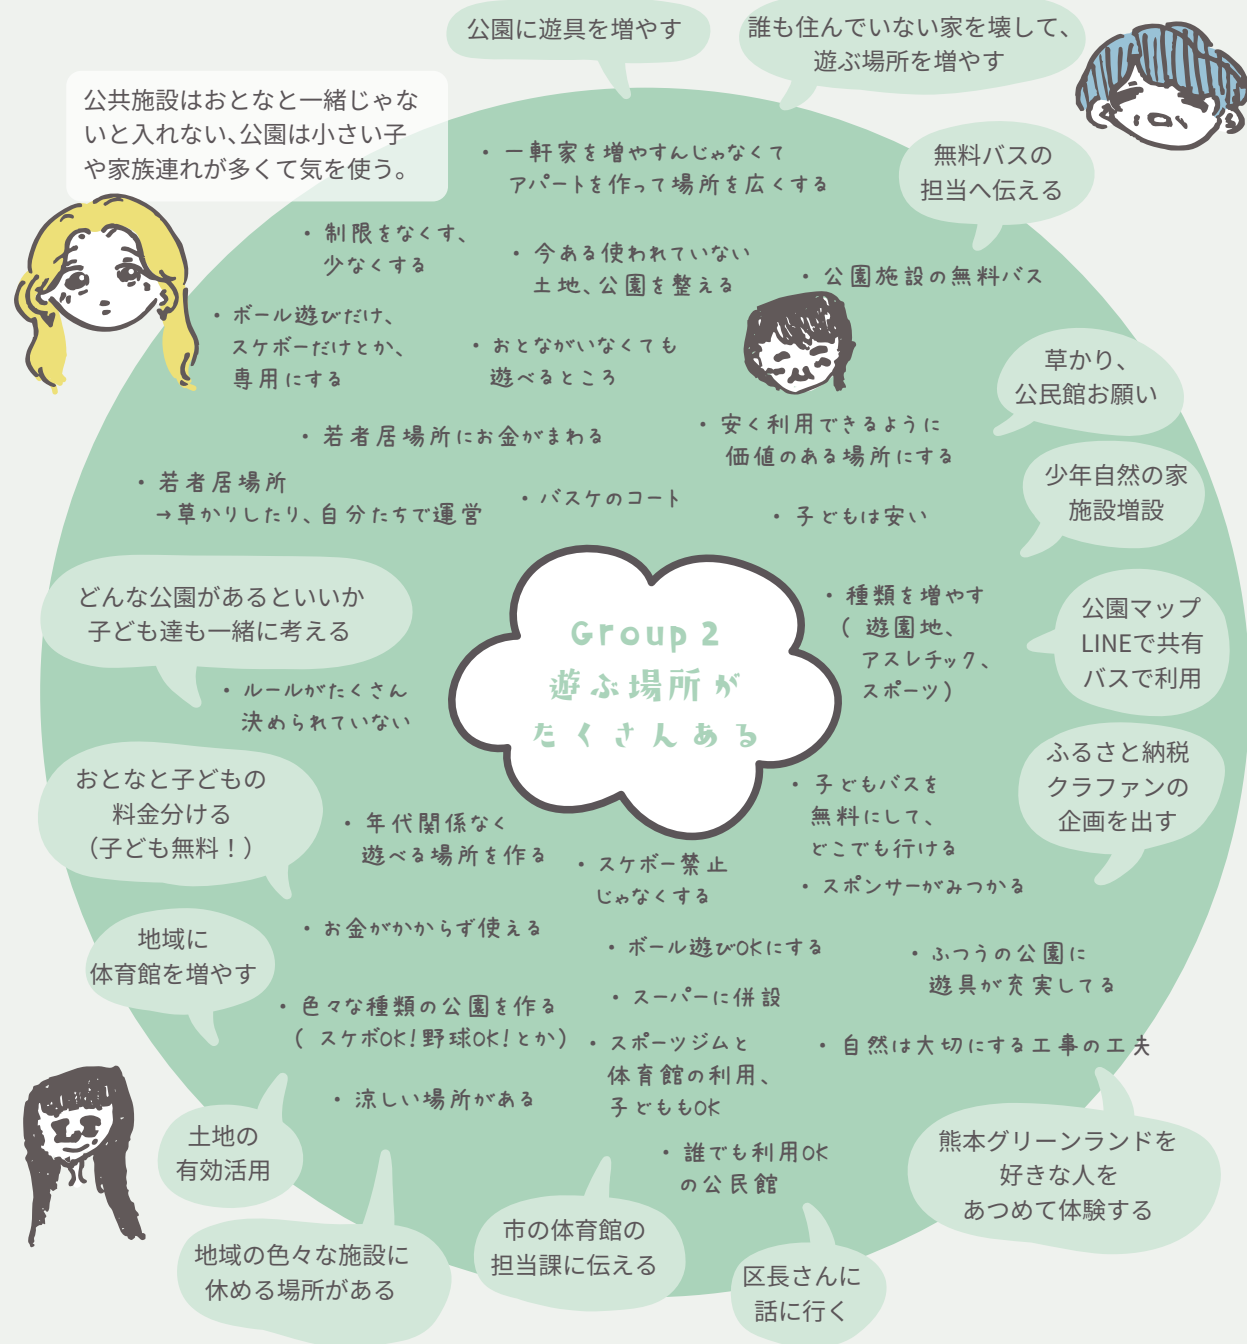 公園に遊具を増やす
誰も住んでいない家を壊して、
遊ぶ場所を増やす
公共施設はおとなと一緒じゃな
いと入れない、公園は小さい子
や家族連れが多くて気を使う。
・一軒家を増やすんじゃなくて
アパートを作って場所を広くする
無料バスの
担当へ伝える
・制限をなくす、
少なくする
・今ある使われていない
土地、公園を整える
・公園施設の無料バス
・ボール遊びだけ、
スケボーだけとか、
専用にする
・おとながいなくても
遊べるところ
草かり、
公民館お願い
・若者居場所にお金がまわる
・安く利用できるように
価値のある場所にする
・若者居場所
→草かりしたり、自分たちで運営
・バスケのコート
・子どもは安い
少年自然の家
施設増設
どんな公園があるといいか
子ども達も一緒に考える
Group 2
遊ぶ場所が
たくさんある
・種類を増やす
（遊園地、
アスレチック、
スポーツ）
公園マップ
LINEで共有
バスで利用
・ルールがたくさん
決められていない
おとなと子どもの
料金分ける
（子ども無料！）
・子どもバスを
無料にして、
どこでも行ける
ふるさと納税
クラファンの
企画を出す
・年代関係なく
遊べる場所を作る
・スケボー禁止
じゃなくする
・スポンサーがみつかる
・お金がかからず使える
・ボール遊びOKにする
・ふつうの公園に
遊具が充実してる
地域に
体育館を増やす
・スーパーに併設
・色々な種類の公園を作る
（スケボOK！野球OK！とか）
・スポーツジムと
体育館の利用、
子どももOK
・自然は大切にする工事の工夫
・涼しい場所がある
土地の
有効活用
・誰でも利用OK
の公民館
熊本グリーンランドを
好きな人を
あつめて体験する
地域の色々な施設に
休める場所がある
市の体育館の
担当課に伝える
区長さんに
話に行く